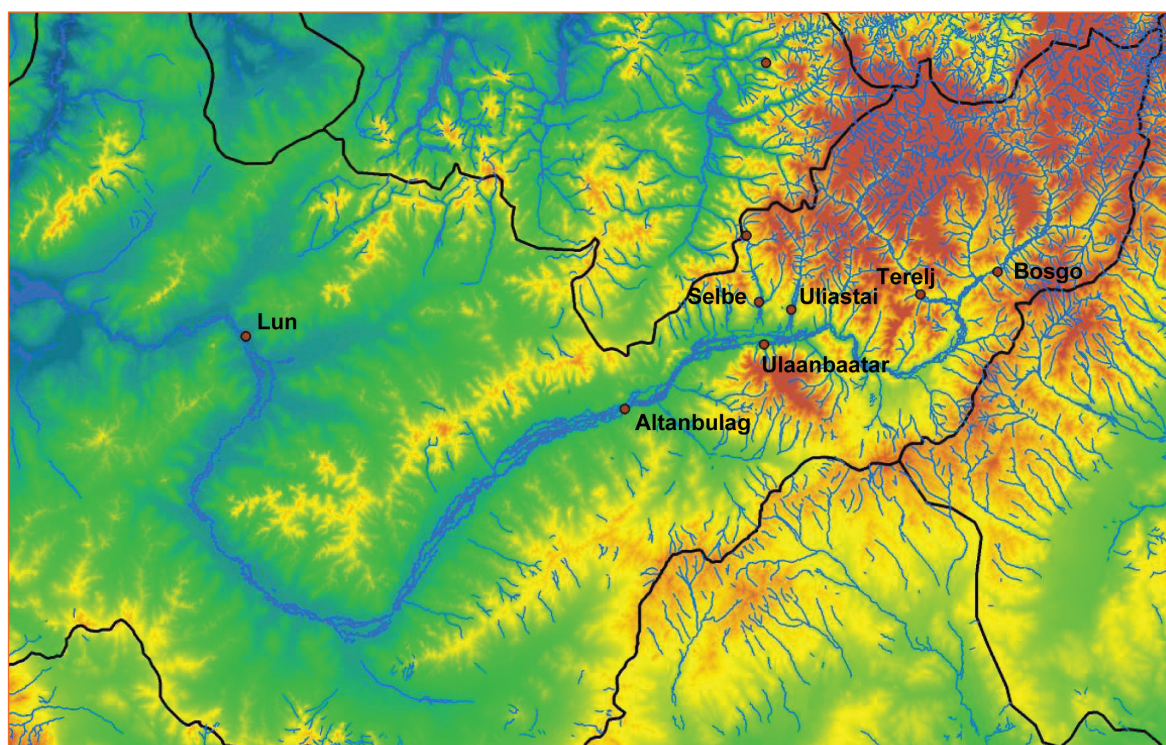 Terelj
Bosgo
Selbe
Uliastai
Lun
Ulaanbaatar
Altanbulag